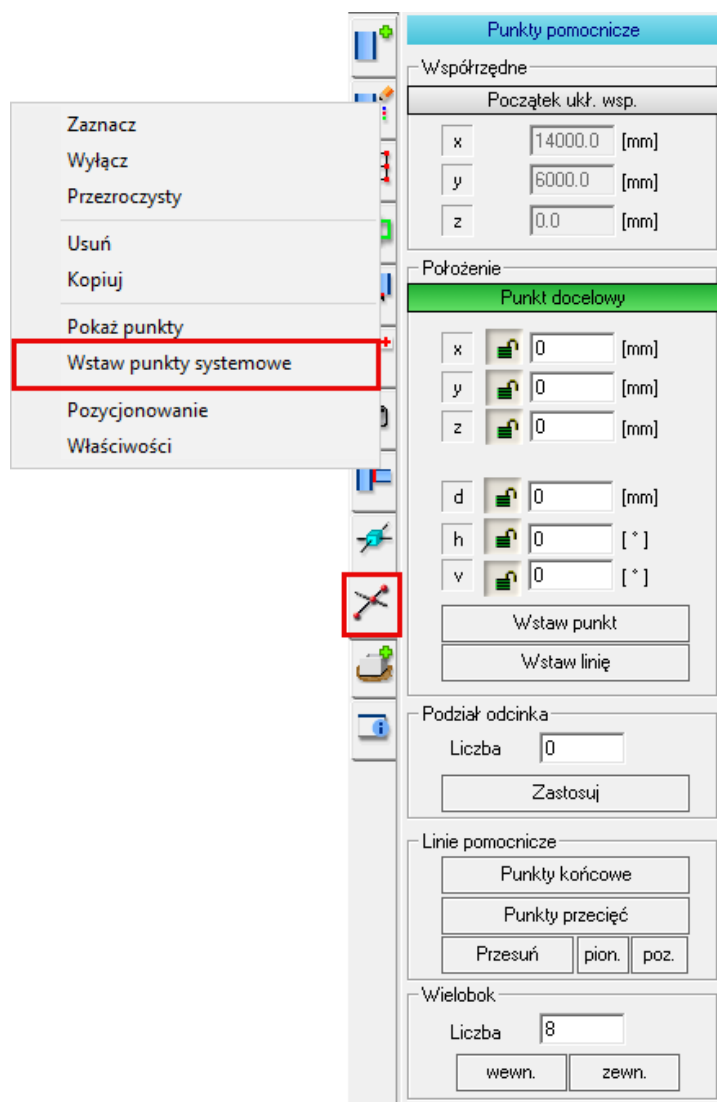 Zaznacz
Wyłącz
Przezroczysty
Usuń
Kopiuj
Pokaż punkty
Wstaw punkty systemowe
Pozycjonowanie
Właściwości
Punkty pomocnicze
Współrzędne
Początek ukł. wsp.
x 14000.0 [mm]
y 6000.0 [mm]
z 0.0 [mm]
Położenie
Punkt docelowy
x 0 [mm]
y 0 [mm]
z 0 [mm]
d 0 [mm]
h 0 [°]
v 0 [°]
Wstaw punkt
Wstaw linię
Podział odcinka
Liczba 0
Zastosuj
Linie pomocnicze
Punkty końcowe
Punkty przecięć
Przesuń pion. poz.
Wielobok
Liczba 8
wewn. zewn.